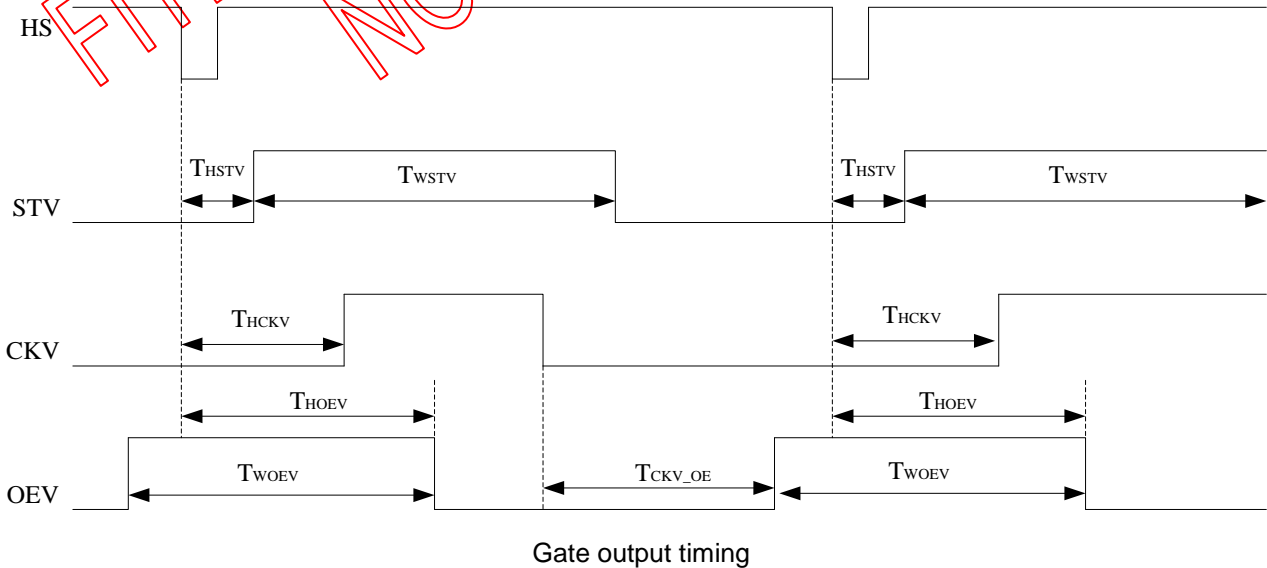 HS
THSTV
TWSTV
THSTV
TWSTV
STV
THCKV
THCKV
CKV
THOEV
THOEV
TWOEV
TCKV_OE
TWOEV
OEV
Gate output timing